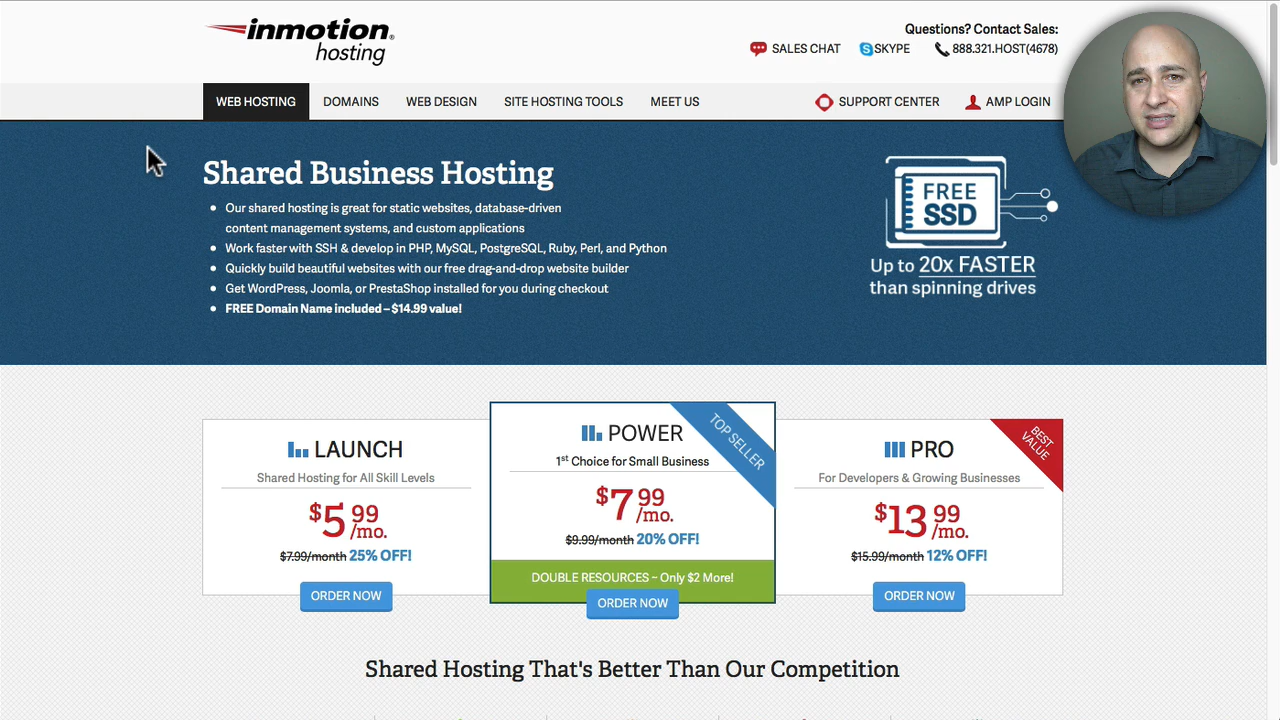 inmotion®
hosting
Questions? Contact Sales:
SALES CHAT
SKYPE
888.321.HOST(4678)
WEB HOSTING
DOMAINS
WEB DESIGN
SITE HOSTING TOOLS
MEET US
SUPPORT CENTER
AMP LOGIN
Shared Business Hosting
Our shared hosting is great for static websites, database-driven
content management systems, and custom applications
Work faster with SSH & develop in PHP, MySQL, PostgreSQL, Ruby, Perl, and Python
Quickly build beautiful websites with our free drag-and-drop website builder
Get WordPress, Joomla, or PrestaShop installed for you during checkout
FREE Domain Name included – $14.99 value!
FREE
SSD
Up to 20x FASTER
than spinning drives
LAUNCH
Shared Hosting for All Skill Levels
$5.99/mo.
$7.99/month 25% OFF!
ORDER NOW
TOP SELLER
POWER
1st Choice for Small Business
$7.99/mo.
$9.99/month 20% OFF!
DOUBLE RESOURCES ~ Only $2 More!
ORDER NOW
BEST
VALUE
PRO
For Developers & Growing Businesses
$13.99/mo.
$15.99/month 12% OFF!
ORDER NOW
Shared Hosting That's Better Than Our Competition